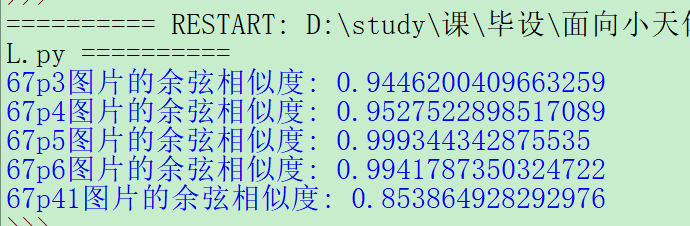 ========== RESTART: D:\study\课\毕设\面向小天
L.py ==========
67p3图片的余弦相似度: 0.9446200409663259
67p4图片的余弦相似度: 0.9527522898517089
67p5图片的余弦相似度: 0.999344342875535
67p6图片的余弦相似度: 0.9941787350324722
67p41图片的余弦相似度: 0.853864928292976
>>>